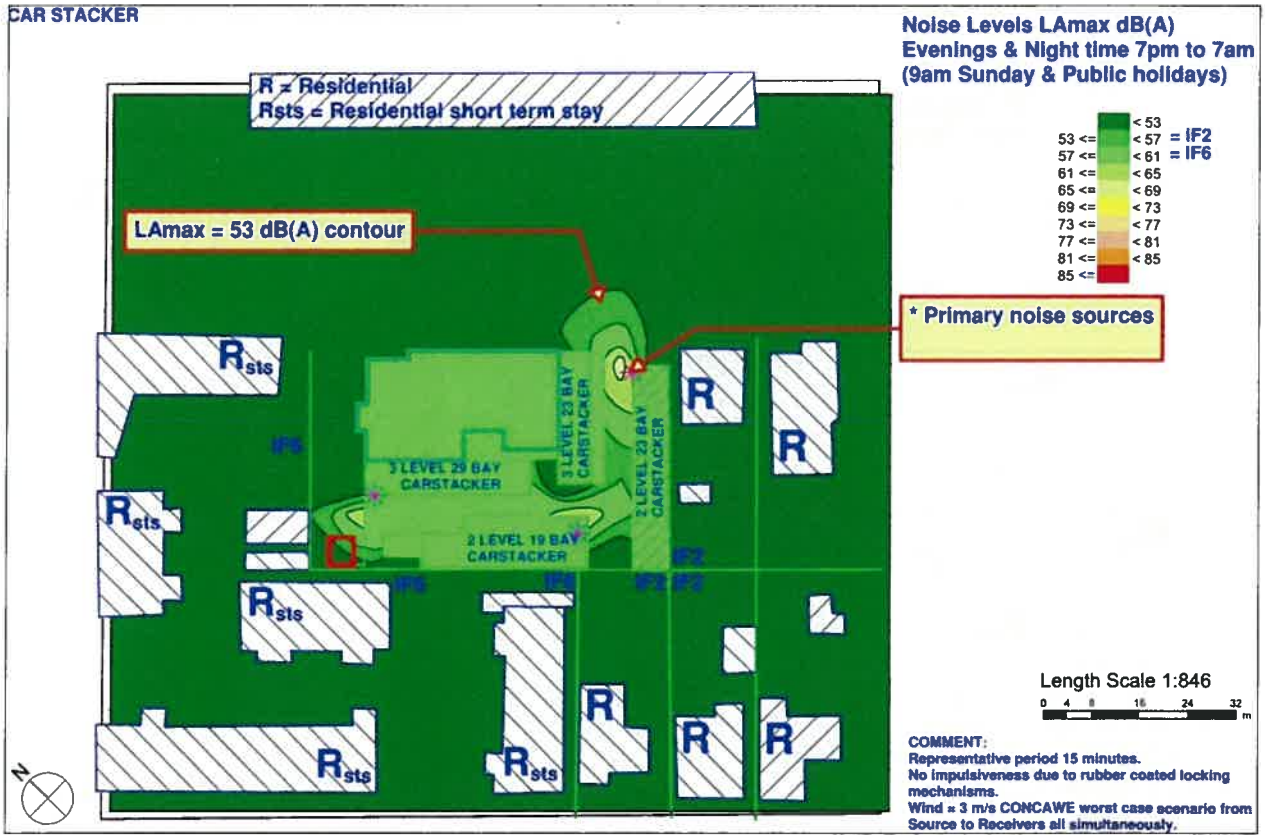 CAR STACKER
Noise Levels LAmax dB(A)
Evenings & Night time 7pm to 7am
(9am Sunday & Public holidays)
R = Residential
Rsts = Residential short term stay
< 53
53 <= < 57 = IF2
57 <= < 61 = IF6
61 <= < 65
65 <= < 69
69 <= < 73
73 <= < 77
77 <= < 81
81 <= < 85
85 <=
LAmax = 53 dB(A) contour
* Primary noise sources
Rsts
R
R
IF6
3 LEVEL 23 BAY
CARSTACKER
2 LEVEL 23 BAY
CARSTACKER
3 LEVEL 29 BAY
CARSTACKER
Rsts
2 LEVEL 19 BAY
CARSTACKER
IF2
IF6
IF2 IF2
Rsts
R
R
R
Rsts
Rsts
N
Length Scale 1:846
0 4 8 16 24 32
m
COMMENT:
Representative period 15 minutes.
No impulsiveness due to rubber coated locking
mechanisms.
Wind = 3 m/s CONCAWE worst case scenario from
Source to Receivers all simultaneously.